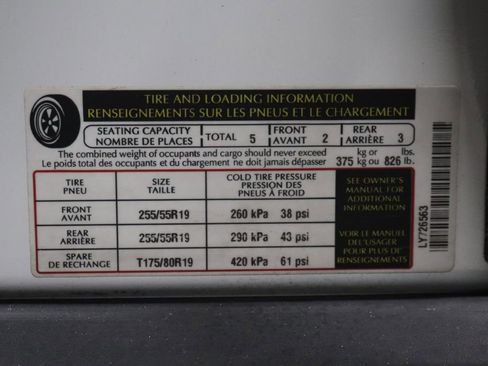 TIRE AND LOADING INFORMATION
RENSEIGNEMENTS SUR LES PNEUS ET LE CHARGEMENT
SEATING CAPACITY
NOMBRE DE PLACES
TOTAL 5
FRONT
AVANT 2
REAR
ARRIÈRE 3
The combined weight of occupants and cargo should never exceed
Le poids total des occupants et du chargement ne doit jamais dépasser
375 kg or
kg ou 826 lbs.
lb.
TIRE
PNEU
SIZE
TAILLE
COLD TIRE PRESSURE
PRESSION DES
PNEUS À FROID
FRONT
AVANT
255/55R19
260 kPa 38 psi
REAR
ARRIÈRE
255/55R19
290 kPa 43 psi
SPARE
DE RECHANGE
T175/80R19
420 kPa 61 psi
SEE OWNER'S
MANUAL FOR
ADDITIONAL
INFORMATION
VOIR LE MANUEL
DE L'USAGER
POUR PLUS DE
RENSEIGNEMENTS
LY726563